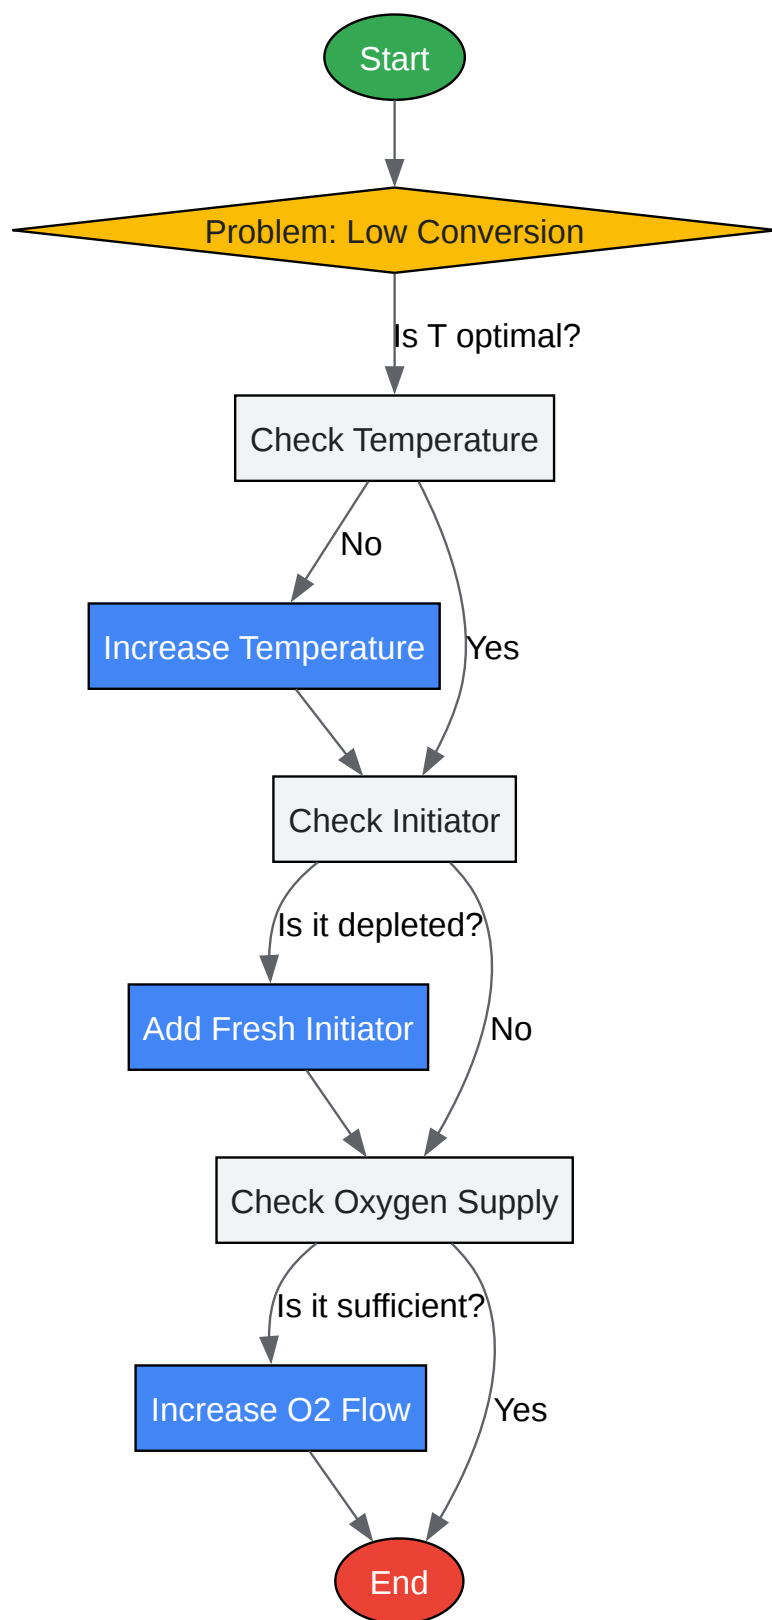 Start
Problem: Low Conversion
Is T optimal?
Check Temperature
No
Increase Temperature
Yes
Check Initiator
Is it depleted?
Add Fresh Initiator
No
Check Oxygen Supply
Is it sufficient?
Increase O2 Flow
Yes
End